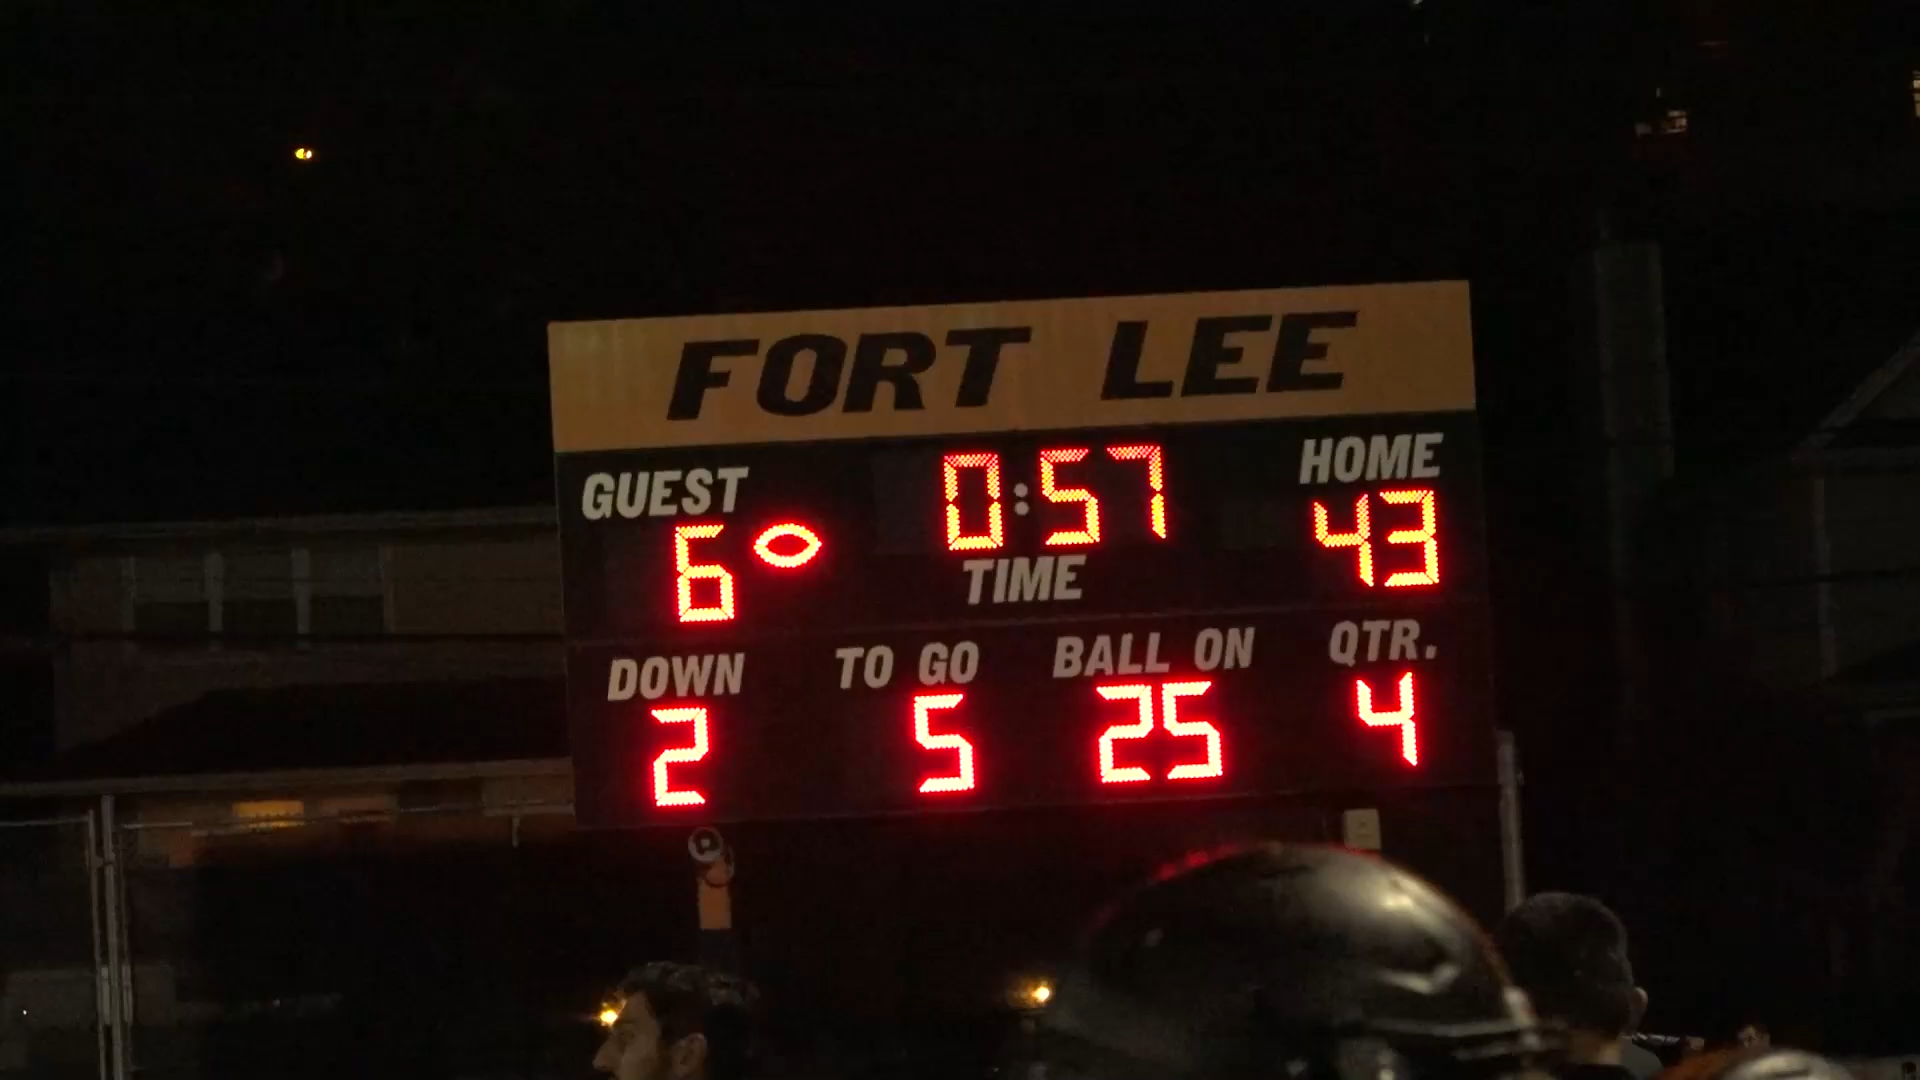 FORT LEE
GUEST 0:57 HOME
6 TIME 43
DOWN TO GO BALL ON QTR.
2 5 25 4